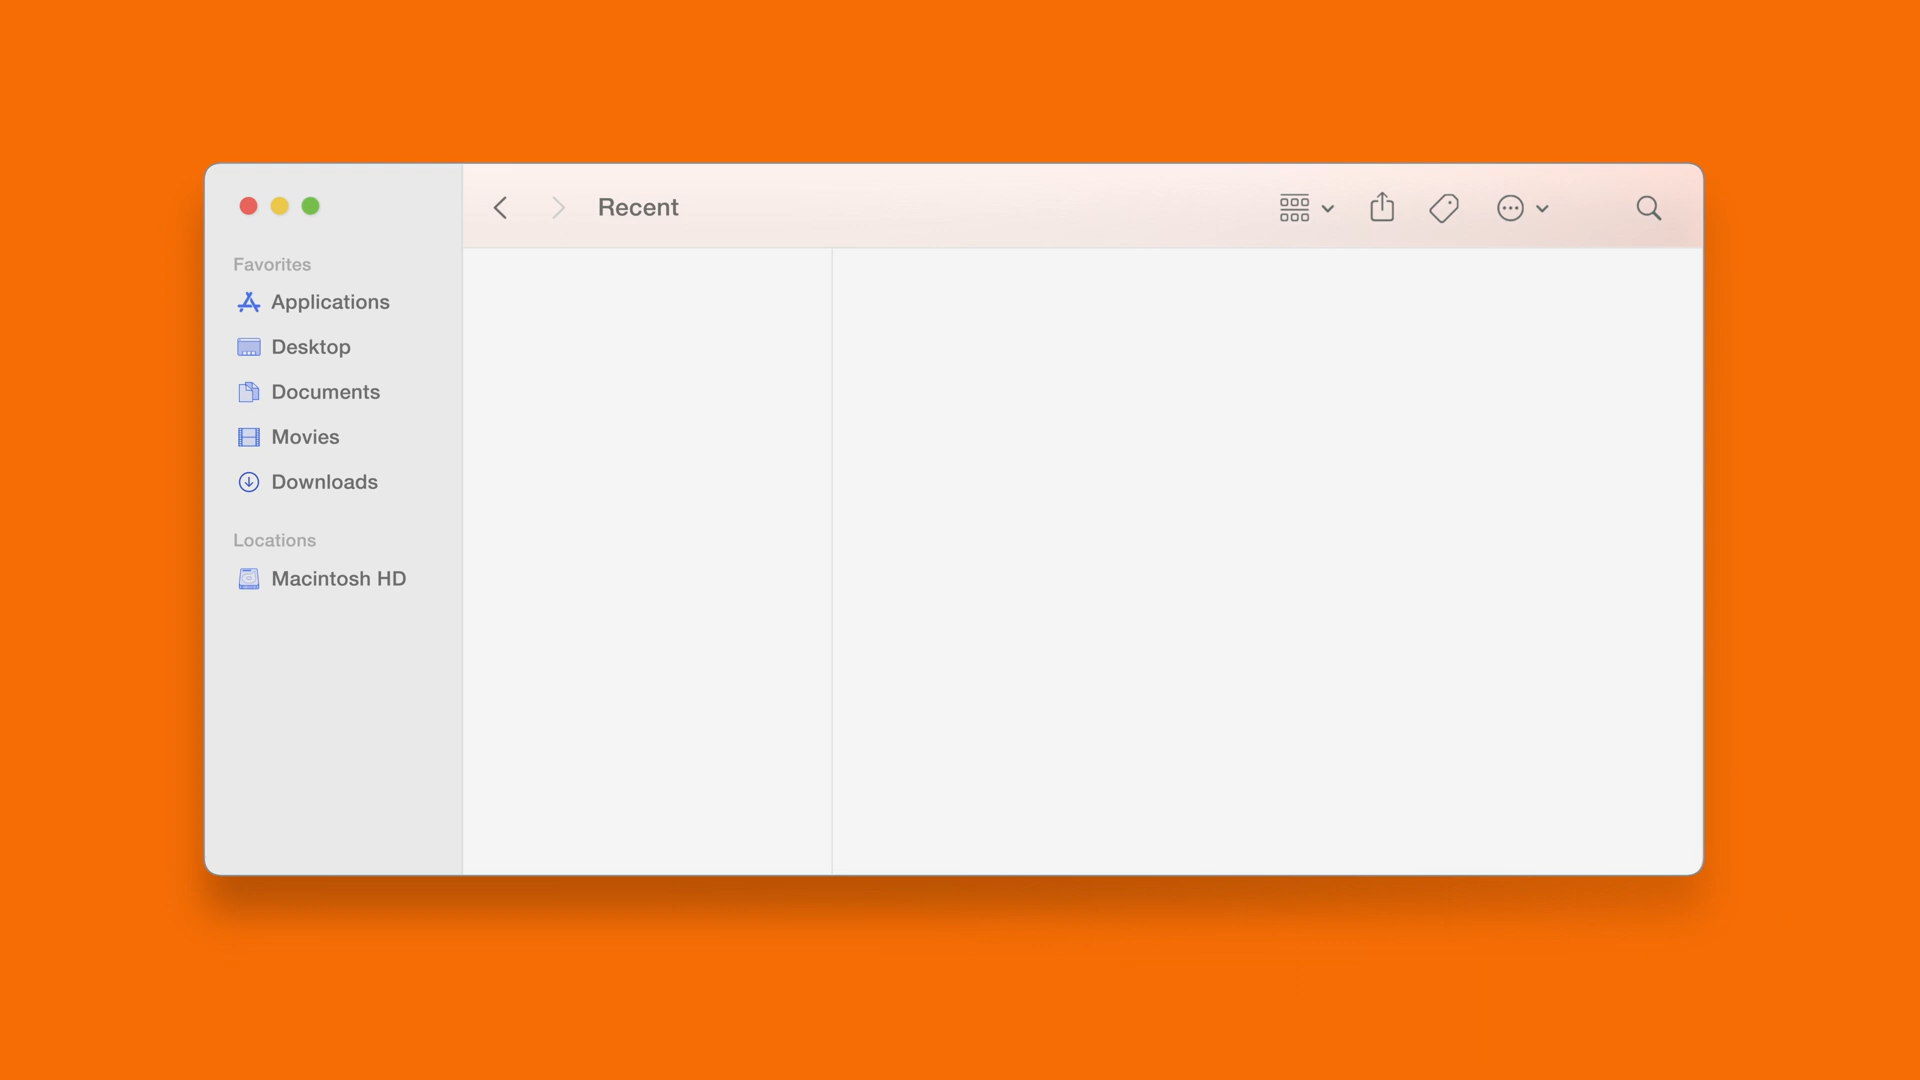 Recent
Favorites
Applications
Desktop
Documents
Movies
Downloads
Locations
Macintosh HD